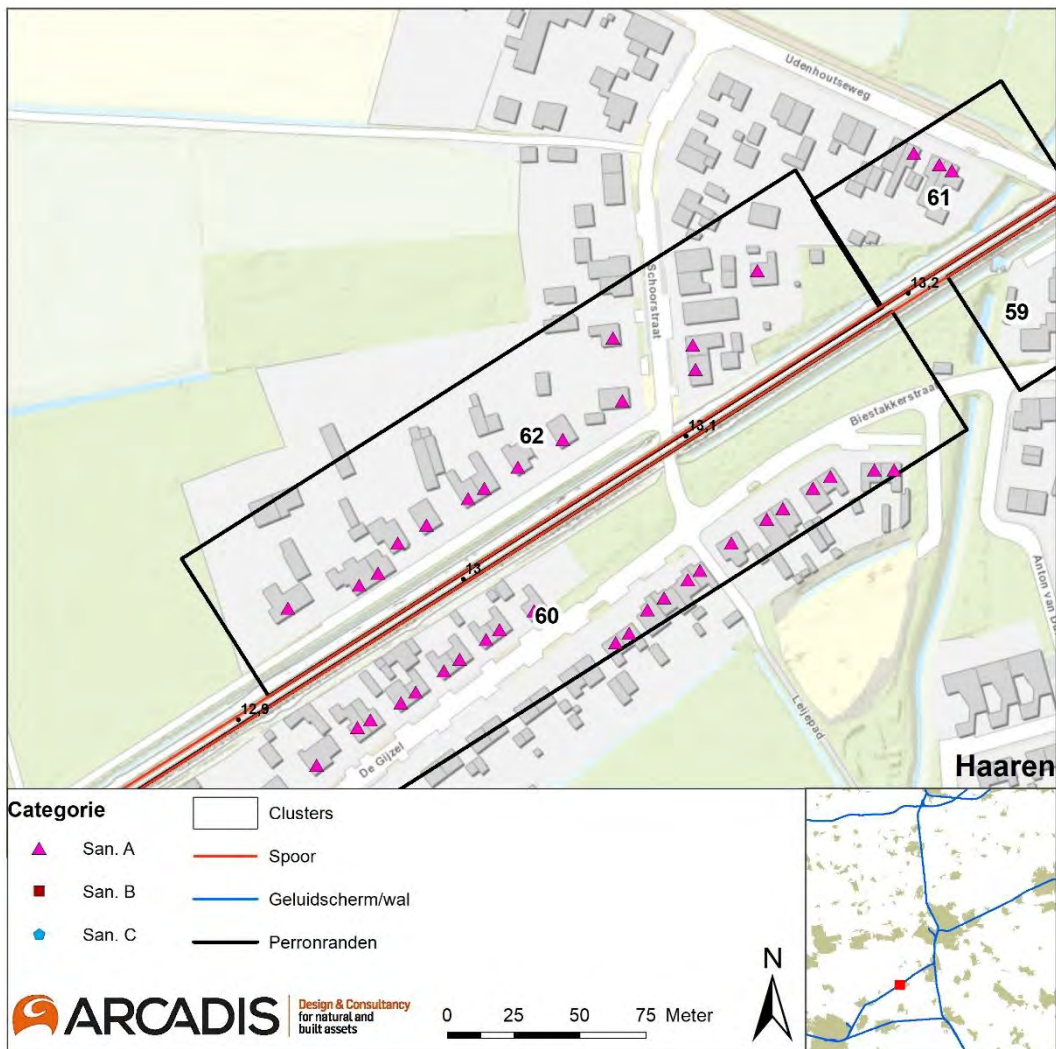 Udenhoutseweg
61
13,2
59
Schoorstraat
Biestakkerstraat
62
13,1
13
60
Anton van D
12,9
De Gijzel
Leijepad
Haaren
Categorie
San. A
San. B
San. C
Clusters
Spoor
Geluidscherm/wal
Perronranden
N
ARCADIS
Design & Consultancy
for natural and
built assets
0 25 50 75 Meter